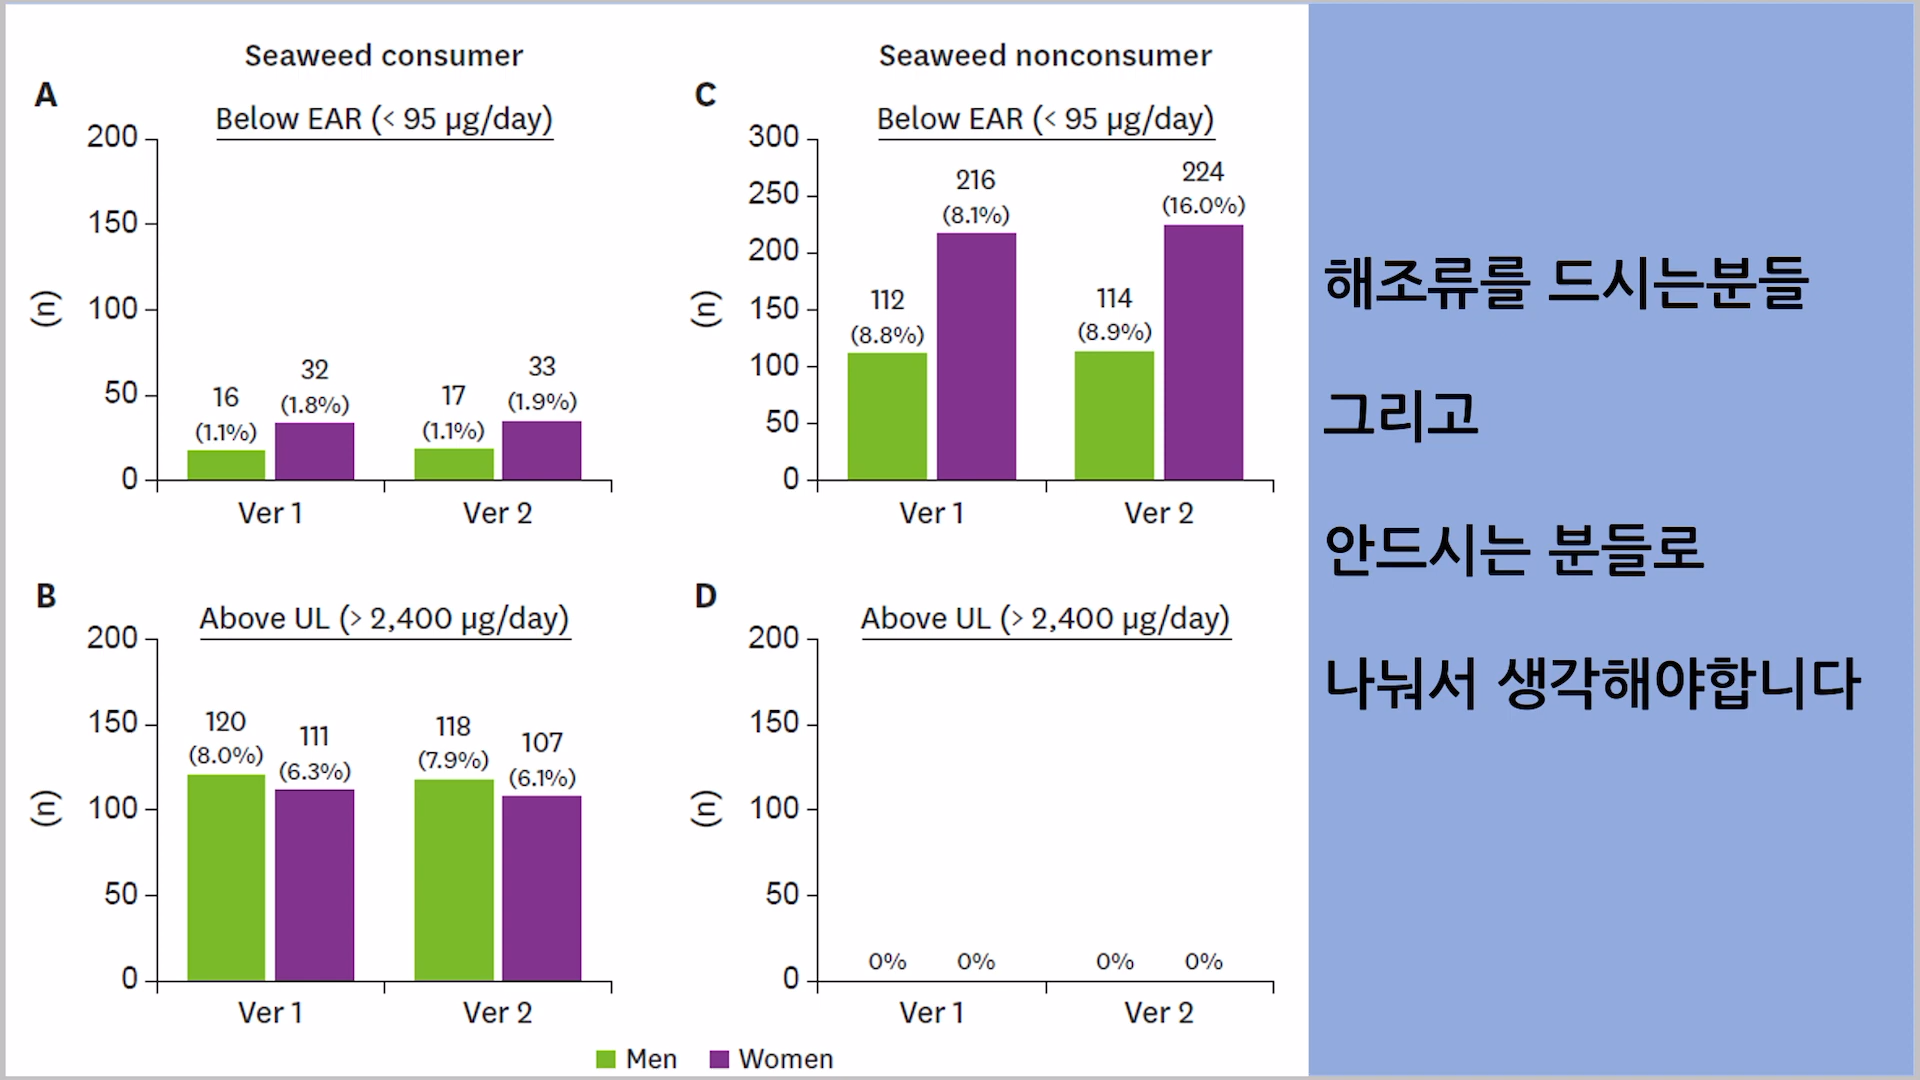 Seaweed consumer
A
Below EAR (< 95 µg/day)
200
150
100
50
0
(n)
16
(1.1%)
32
(1.8%)
17
(1.1%)
33
(1.9%)
Ver 1
Ver 2
Seaweed nonconsumer
C
Below EAR (< 95 µg/day)
300
250
200
150
100
50
0
(n)
112
(8.8%)
216
(8.1%)
114
(8.9%)
224
(16.0%)
Ver 1
Ver 2
B
Above UL (> 2,400 µg/day)
200
150
100
50
0
(n)
120
(8.0%)
111
(6.3%)
118
(7.9%)
107
(6.1%)
Ver 1
Ver 2
D
Above UL (> 2,400 µg/day)
200
150
100
50
0
(n)
0%
0%
0%
0%
Ver 1
Ver 2
Men
Women
해조류를 드시는분들
그리고
안드시는 분들로
나눠서 생각해야합니다